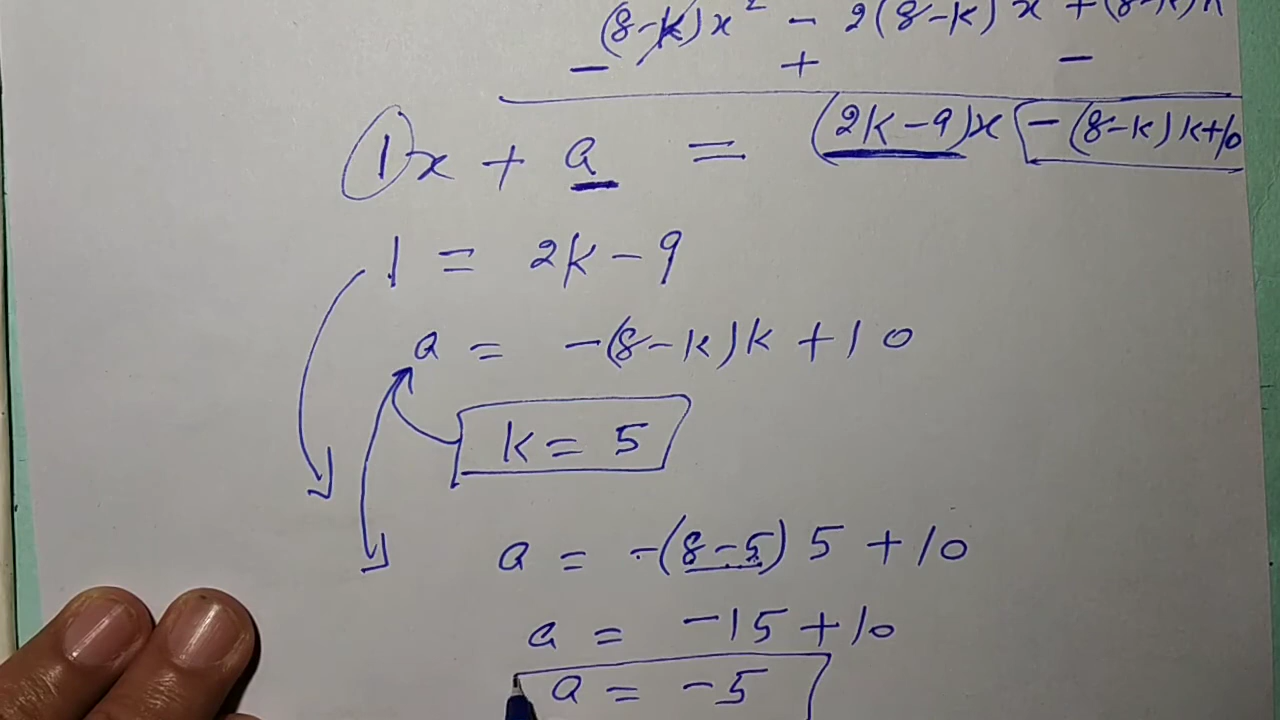 (8-k)x² - 2(8-k)x + (8-k)k
- + -
1x + a = (2k-9)x -(8-k)k+10
1 = 2k-9
a = -(8-k)k+10
k = 5
a = -(8-5)5+10
a = -15+10
a = -5